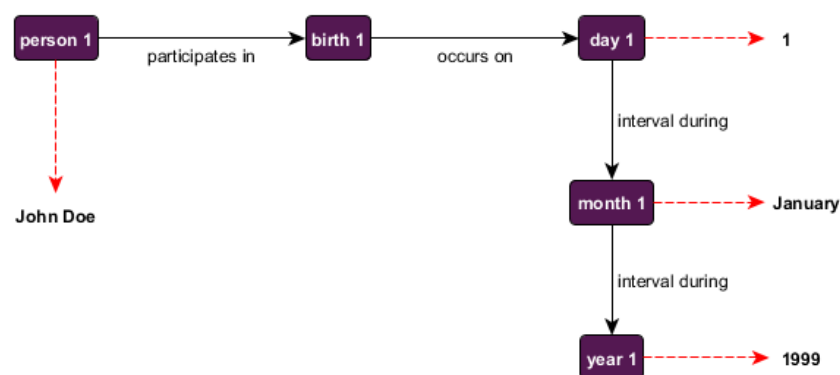 person 1
participates in
birth 1
occurs on
day 1
1
interval during
John Doe
month 1
January
interval during
year 1
1999